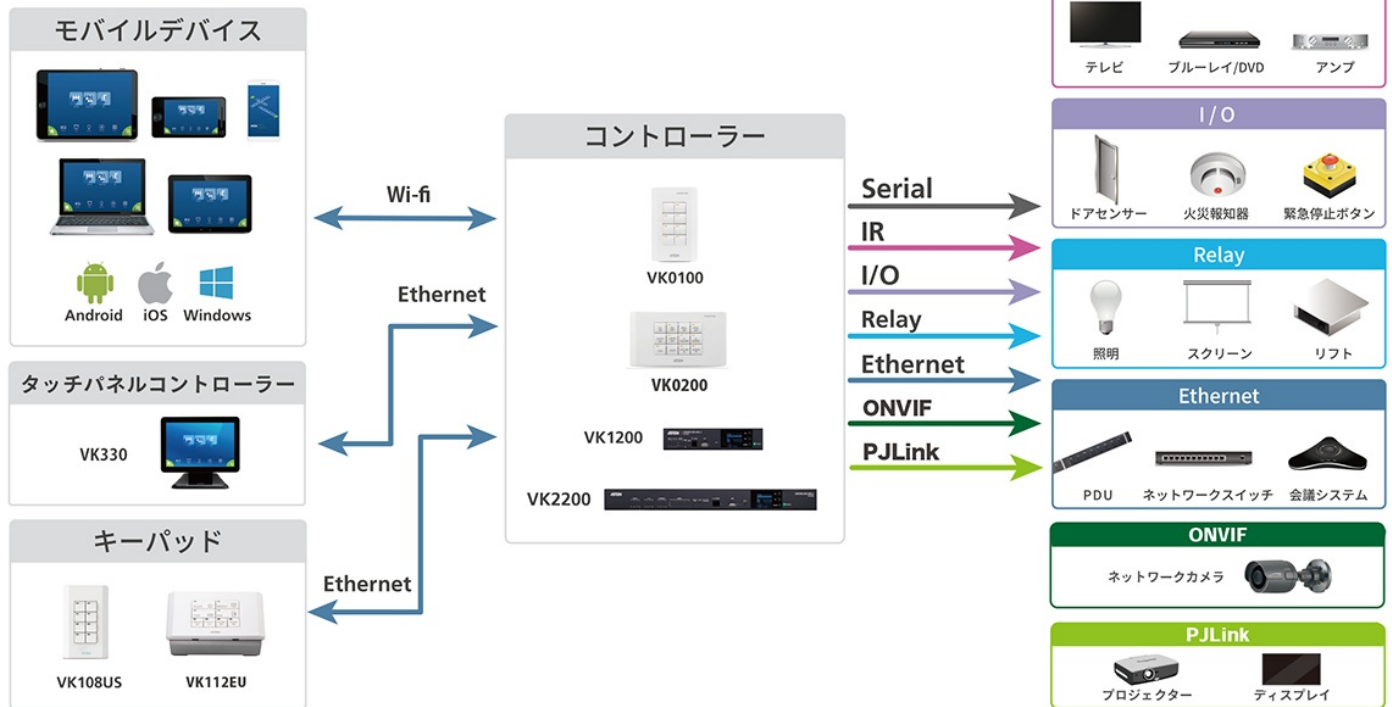 モバイルデバイス
Android iOS Windows
タッチパネルコントローラー
VK330
キーパッド
VK108US VK112EU
Wi-fi
Ethernet
Ethernet
コントローラー
VK0100
VK0200
VK1200
VK2200
Serial
IR
I/O
Relay
Ethernet
ONVIF
PJLink
テレビ ブルーレイ/DVD アンプ
I/O
ドアセンサー 火災報知器 緊急停止ボタン
Relay
照明 スクリーン リフト
Ethernet
PDU ネットワークスイッチ 会議システム
ONVIF
ネットワークカメラ
PJLink
プロジェクター ディスプレイ